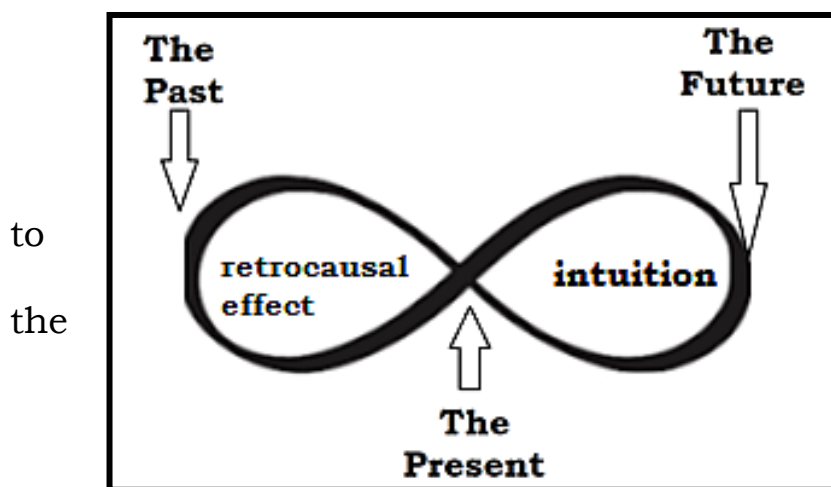 The
Past
The
Future
to
the
retrocausal
effect
intuition
The
Present